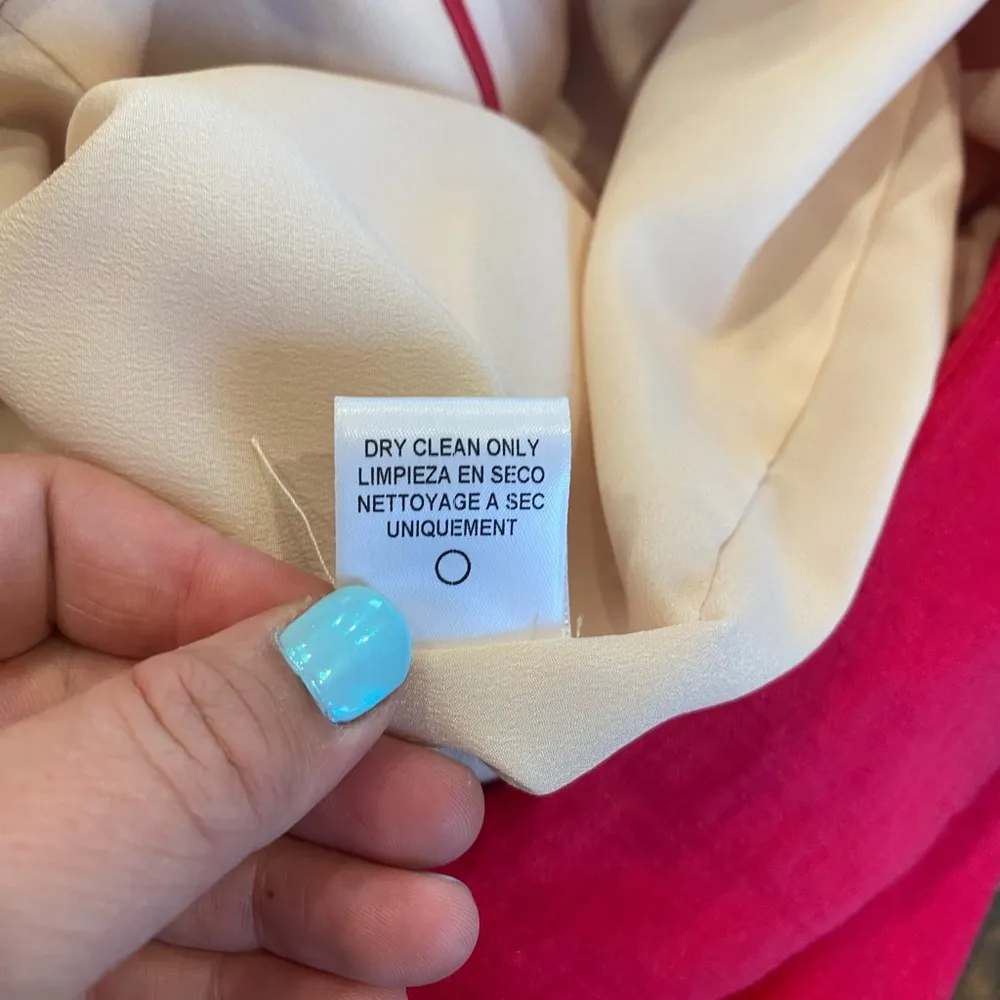 DRY CLEAN ONLY
LIMPIEZA EN SECO
NETTOYAGE A SEC
UNIQUEMENT